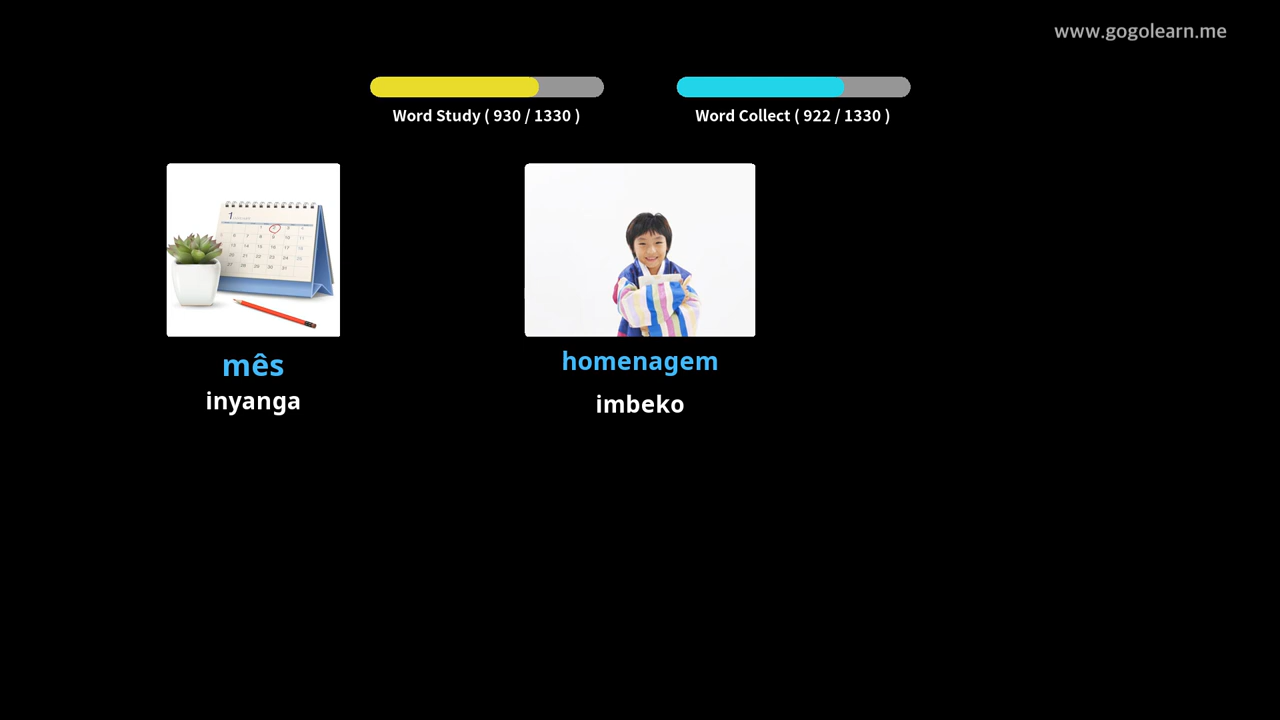 www.gogolearn.me
Word Study ( 930 / 1330 )
Word Collect ( 922 / 1330 )
mês
inyanga
homenagem
imbeko